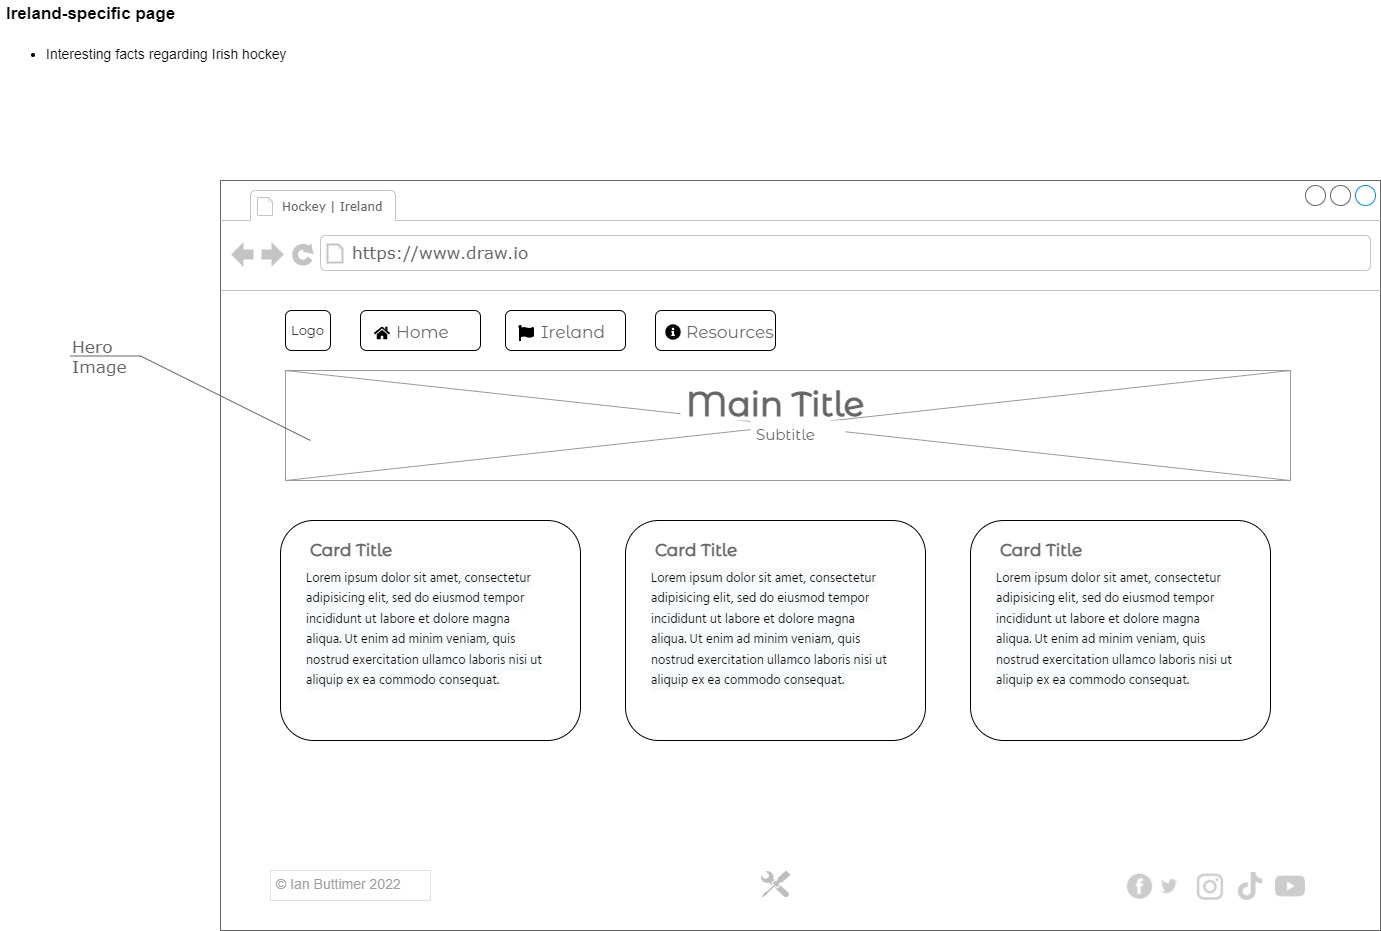 Ireland-specific page
Interesting facts regarding Irish hockey
Hockey | Ireland
https://www.draw.io
Logo
Home
Ireland
Resources
Hero
Image
Main Title
Subtitle
Card Title
Lorem ipsum dolor sit amet, consectetur
adipisicing elit, sed do eiusmod tempor
incididunt ut labore et dolore magna
aliqua. Ut enim ad minim veniam, quis
nostrud exercitation ullamco laboris nisi ut
aliquip ex ea commodo consequat.
Card Title
Lorem ipsum dolor sit amet, consectetur
adipisicing elit, sed do eiusmod tempor
incididunt ut labore et dolore magna
aliqua. Ut enim ad minim veniam, quis
nostrud exercitation ullamco laboris nisi ut
aliquip ex ea commodo consequat.
Card Title
Lorem ipsum dolor sit amet, consectetur
adipisicing elit, sed do eiusmod tempor
incididunt ut labore et dolore magna
aliqua. Ut enim ad minim veniam, quis
nostrud exercitation ullamco laboris nisi ut
aliquip ex ea commodo consequat.
© Ian Buttimer 2022